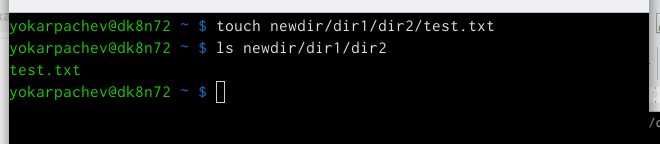 yokarpachev@dk8n72 ~ $ touch newdir/dir1/dir2/test.txt
yokarpachev@dk8n72 ~ $ ls newdir/dir1/dir2
test.txt
yokarpachev@dk8n72 ~ $